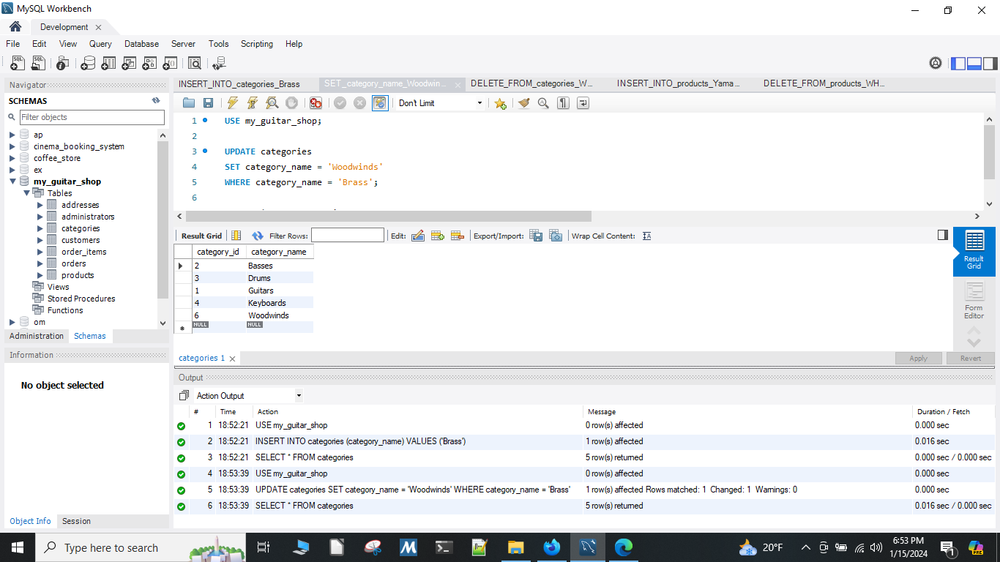 MySQL Workbench
Development
File Edit View Query Database Server Tools Scripting Help
Navigator
SCHEMAS
Filter objects
ap
cinema_booking_system
coffee_store
ex
my_guitar_shop
Tables
addresses
administrators
categories
customers
order_items
orders
products
Views
Stored Procedures
Functions
om
Administration Schemas
Information
No object selected
Object Info Session
INSERT_INTO_categories_Brass SET_category_name_Woodwin... DELETE_FROM_categories_W... INSERT_INTO_products_Yama... DELETE_FROM_products_WH...
Don't Limit
1 USE my_guitar_shop;
2
3 UPDATE categories
4 SET category_name = 'Woodwinds'
5 WHERE category_name = 'Brass';
6
Result Grid Filter Rows: Edit: Export/Import: Wrap Cell Content:
category_id category_name
2 Basses
3 Drums
1 Guitars
4 Keyboards
6 Woodwinds
NULL NULL
Result Grid
Form Editor
categories 1
Apply Revert
Output
Action Output
# Time Action Message Duration / Fetch
1 18:52:21 USE my_guitar_shop 0 row(s) affected 0.000 sec
2 18:52:21 INSERT INTO categories (category_name) VALUES ('Brass') 1 row(s) affected 0.016 sec
3 18:52:21 SELECT * FROM categories 5 row(s) returned 0.000 sec / 0.000 sec
4 18:53:39 USE my_guitar_shop 0 row(s) affected 0.000 sec
5 18:53:39 UPDATE categories SET category_name = 'Woodwinds' WHERE category_name = 'Brass' 1 row(s) affected Rows matched: 1 Changed: 1 Warnings: 0 0.000 sec
6 18:53:39 SELECT * FROM categories 5 row(s) returned 0.016 sec / 0.000 sec
Type here to search
20°F
6:53 PM
1/15/2024
1
PRE